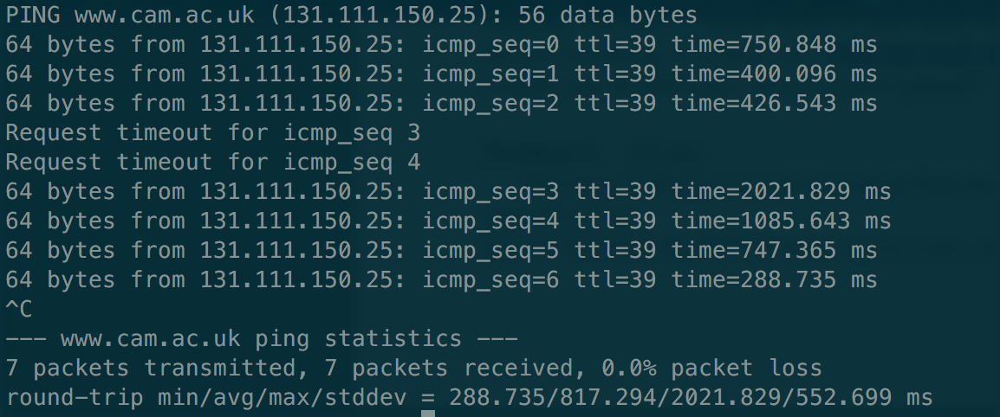 PING www.cam.ac.uk (131.111.150.25): 56 data bytes
64 bytes from 131.111.150.25: icmp_seq=0 ttl=39 time=750.848 ms
64 bytes from 131.111.150.25: icmp_seq=1 ttl=39 time=400.096 ms
64 bytes from 131.111.150.25: icmp_seq=2 ttl=39 time=426.543 ms
Request timeout for icmp_seq 3
Request timeout for icmp_seq 4
64 bytes from 131.111.150.25: icmp_seq=3 ttl=39 time=2021.829 ms
64 bytes from 131.111.150.25: icmp_seq=4 ttl=39 time=1085.643 ms
64 bytes from 131.111.150.25: icmp_seq=5 ttl=39 time=747.365 ms
64 bytes from 131.111.150.25: icmp_seq=6 ttl=39 time=288.735 ms
^C
--- www.cam.ac.uk ping statistics ---
7 packets transmitted, 7 packets received, 0.0% packet loss
round-trip min/avg/max/stddev = 288.735/817.294/2021.829/552.699 ms